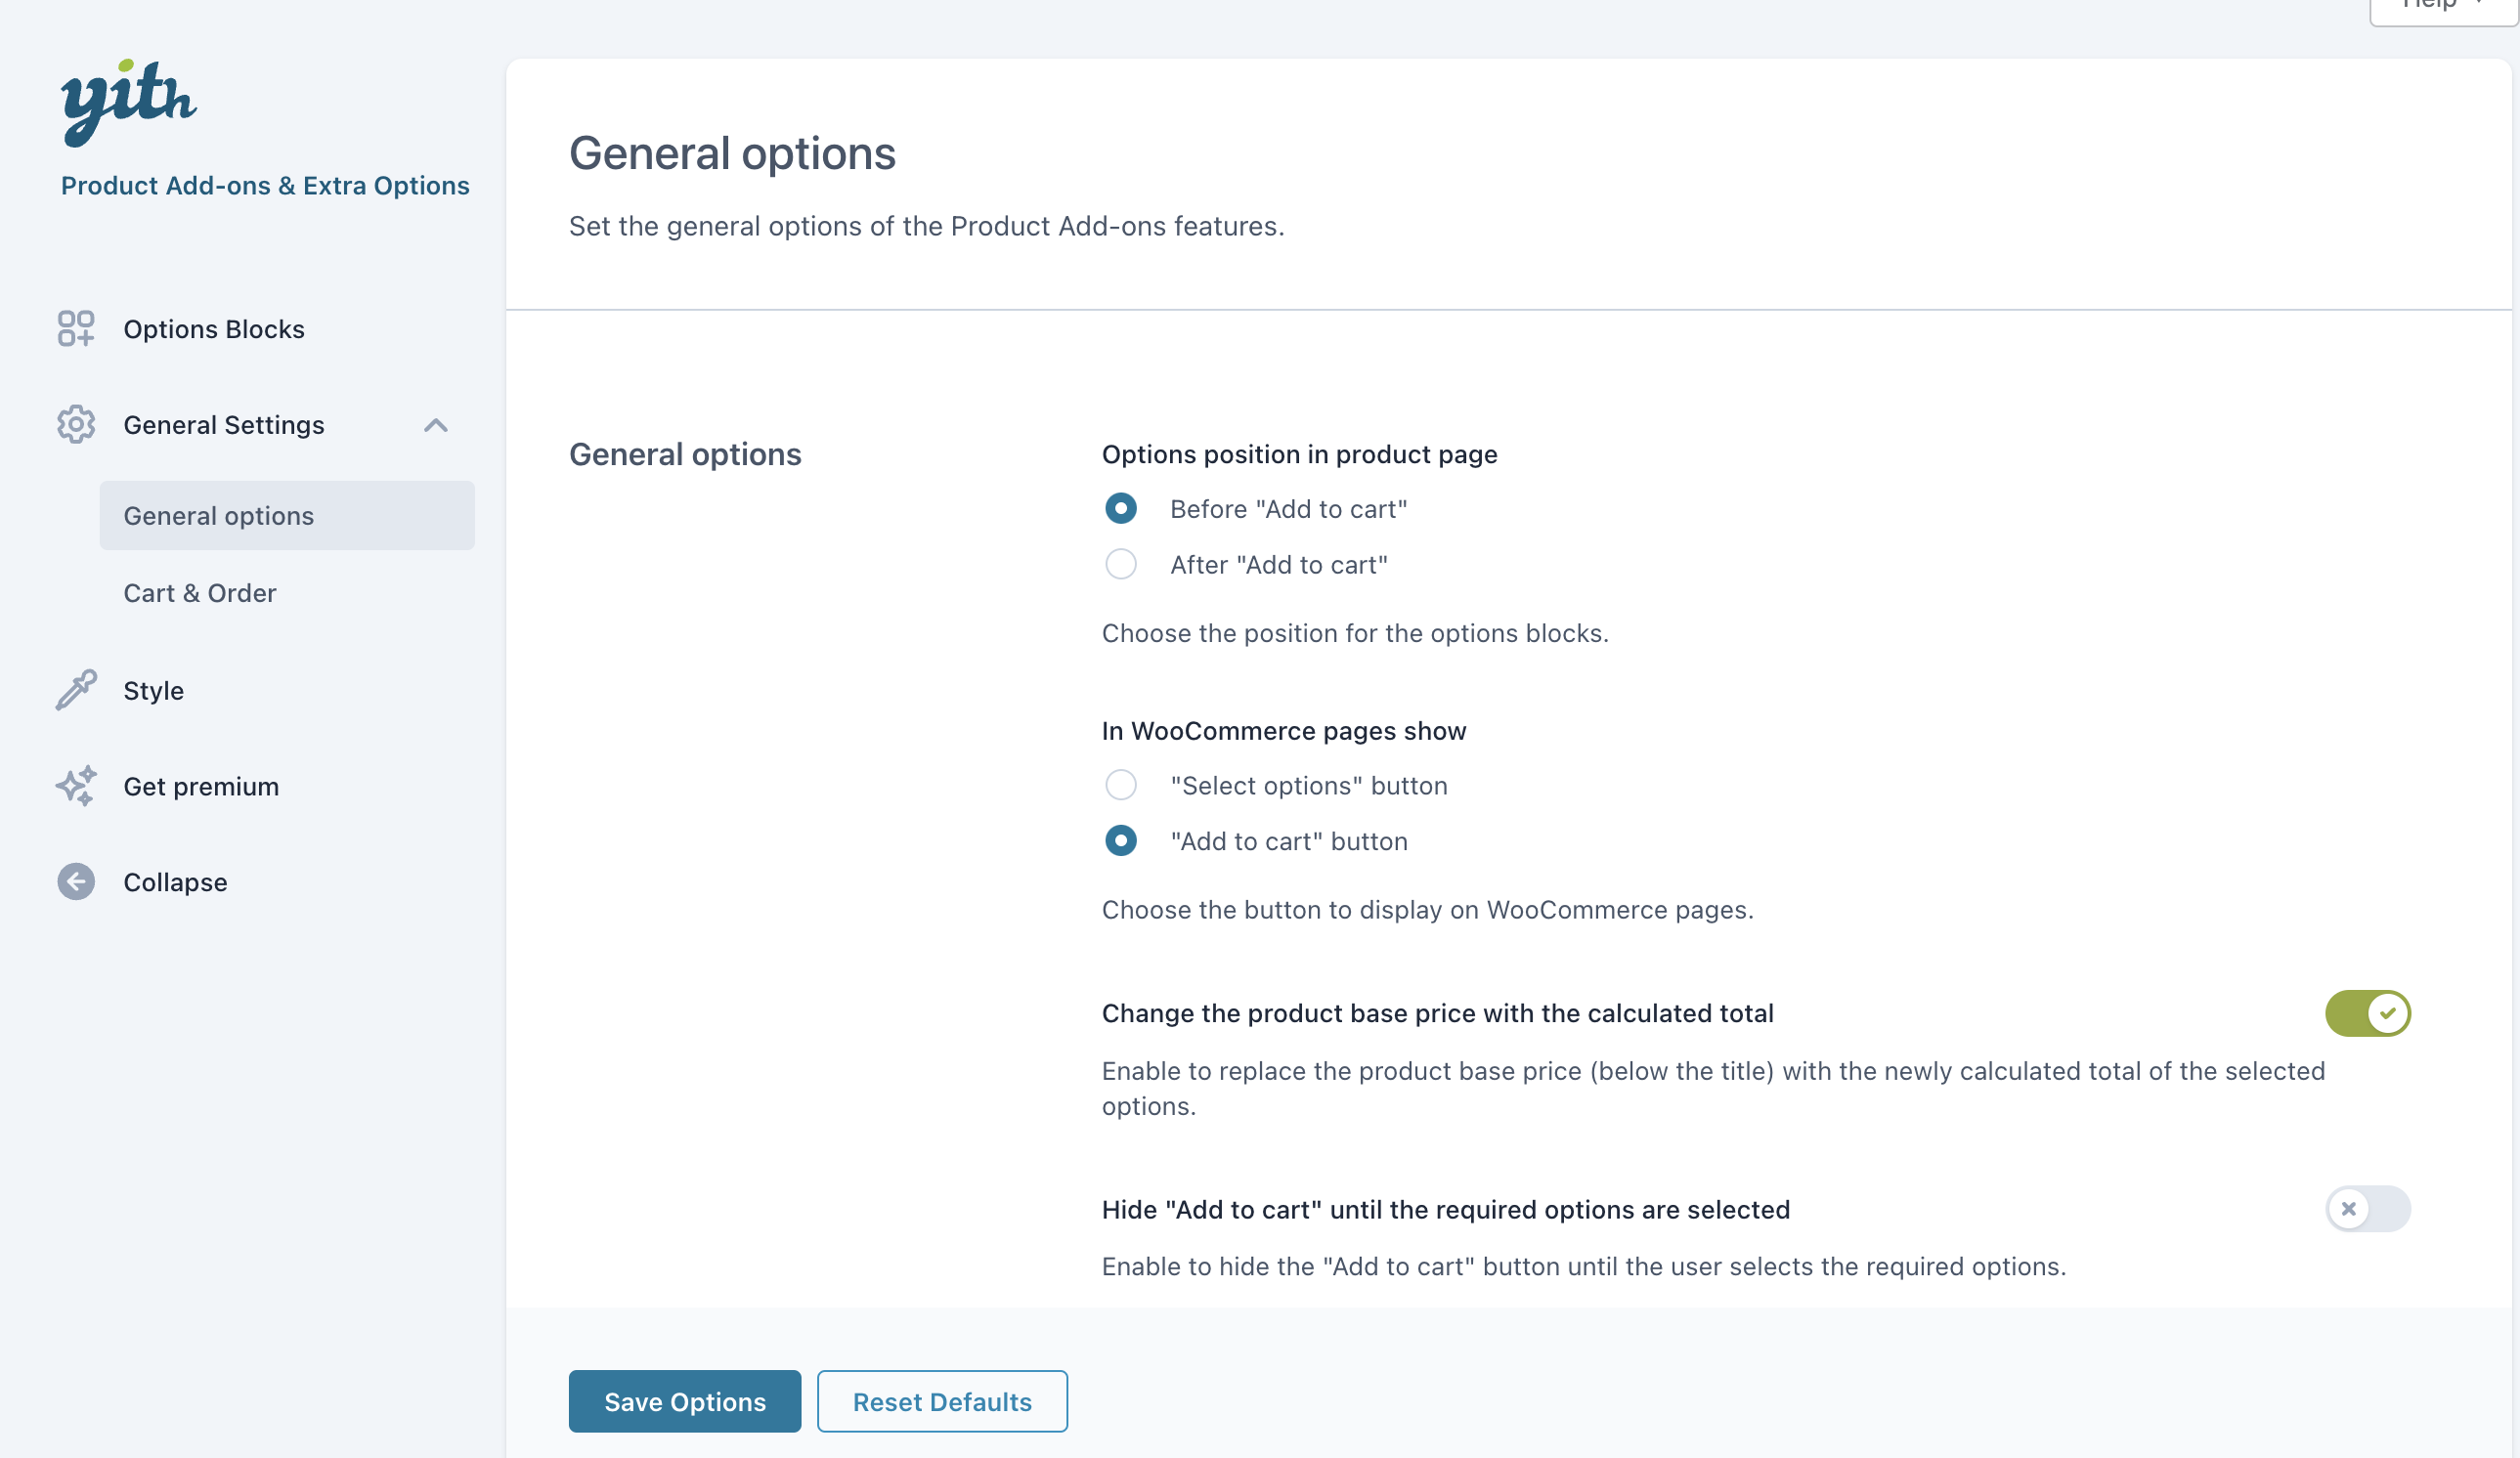 Help
yith
Product Add-ons & Extra Options
Options Blocks
General Settings
General options
Cart & Order
Style
Get premium
Collapse
General options
Set the general options of the Product Add-ons features.
General options
Options position in product page
Before "Add to cart"
After "Add to cart"
Choose the position for the options blocks.
In WooCommerce pages show
"Select options" button
"Add to cart" button
Choose the button to display on WooCommerce pages.
Change the product base price with the calculated total
Enable to replace the product base price (below the title) with the newly calculated total of the selected
options.
Hide "Add to cart" until the required options are selected
Enable to hide the "Add to cart" button until the user selects the required options.
Save Options
Reset Defaults